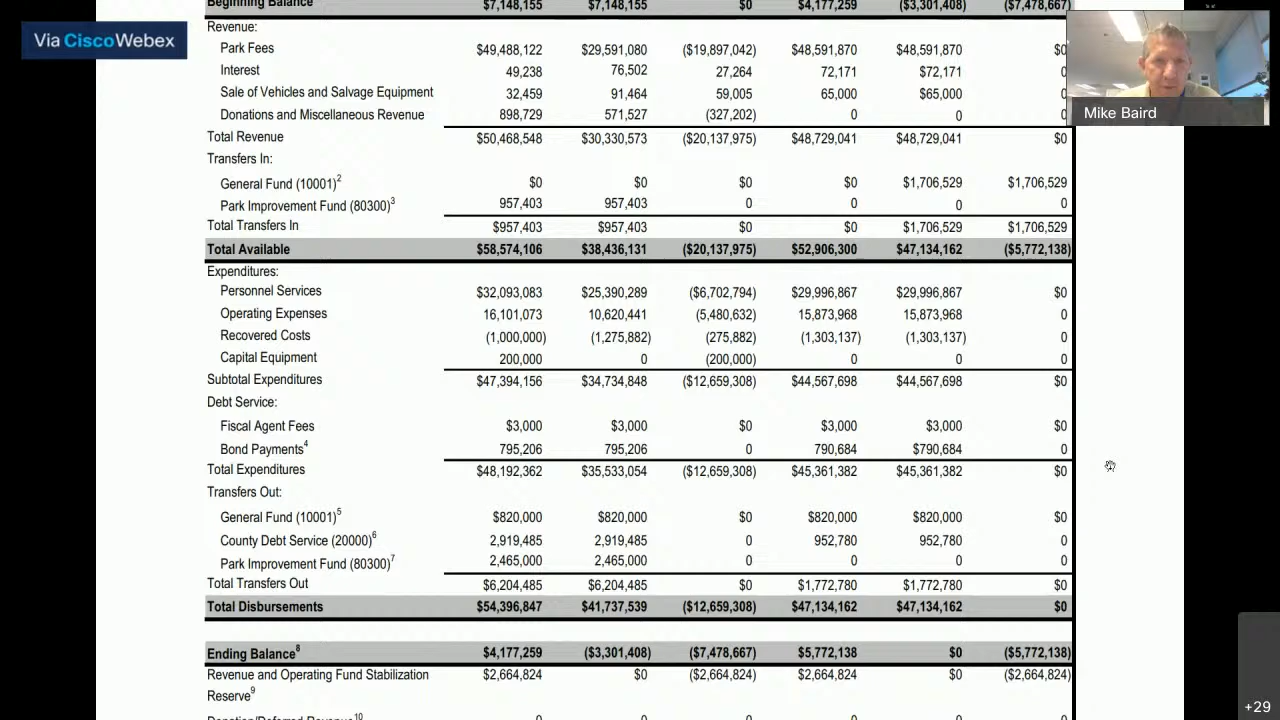 Beginning Balance $7,148,155 $7,148,155 $0 $4,177,259 ($3,301,408) ($7,478,667)
Via Cisco Webex
Revenue:
Park Fees $49,488,122 $29,591,080 ($19,897,042) $48,591,870 $48,591,870 $0
Interest 49,238 76,502 27,264 72,171 $72,171 0
Sale of Vehicles and Salvage Equipment 32,459 91,464 59,005 65,000 $65,000 0
Donations and Miscellaneous Revenue 898,729 571,527 (327,202) 0 0 0
Mike Baird
Total Revenue $50,468,548 $30,330,573 ($20,137,975) $48,729,041 $48,729,041 $0
Transfers In:
General Fund (10001)2 $0 $0 $0 $0 $1,706,529 $1,706,529
Park Improvement Fund (80300)3 957,403 957,403 0 0 0 0
Total Transfers In $957,403 $957,403 $0 $0 $1,706,529 $1,706,529
Total Available $58,574,106 $38,436,131 ($20,137,975) $52,906,300 $47,134,162 ($5,772,138)
Expenditures:
Personnel Services $32,093,083 $25,390,289 ($6,702,794) $29,996,867 $29,996,867 $0
Operating Expenses 16,101,073 10,620,441 (5,480,632) 15,873,968 15,873,968 0
Recovered Costs (1,000,000) (1,275,882) (275,882) (1,303,137) (1,303,137) 0
Capital Equipment 200,000 0 (200,000) 0 0 0
Subtotal Expenditures $47,394,156 $34,734,848 ($12,659,308) $44,567,698 $44,567,698 $0
Debt Service:
Fiscal Agent Fees $3,000 $3,000 $0 $3,000 $3,000 $0
Bond Payments4 795,206 795,206 0 790,684 $790,684 0
Total Expenditures $48,192,362 $35,533,054 ($12,659,308) $45,361,382 $45,361,382 $0
Transfers Out:
General Fund (10001)5 $820,000 $820,000 $0 $820,000 $820,000 $0
County Debt Service (20000)6 2,919,485 2,919,485 0 952,780 952,780 0
Park Improvement Fund (80300)7 2,465,000 2,465,000 0 0 0 0
Total Transfers Out $6,204,485 $6,204,485 $0 $1,772,780 $1,772,780 $0
Total Disbursements $54,396,847 $41,737,539 ($12,659,308) $47,134,162 $47,134,162 $0
Ending Balance8 $4,177,259 ($3,301,408) ($7,478,667) $5,772,138 $0 ($5,772,138)
Revenue and Operating Fund Stabilization $2,664,824 $0 ($2,664,824) $2,664,824 $0 ($2,664,824)
Reserve9
Donation/Deferred Revenue10 0 0 0 0 0 0
+29